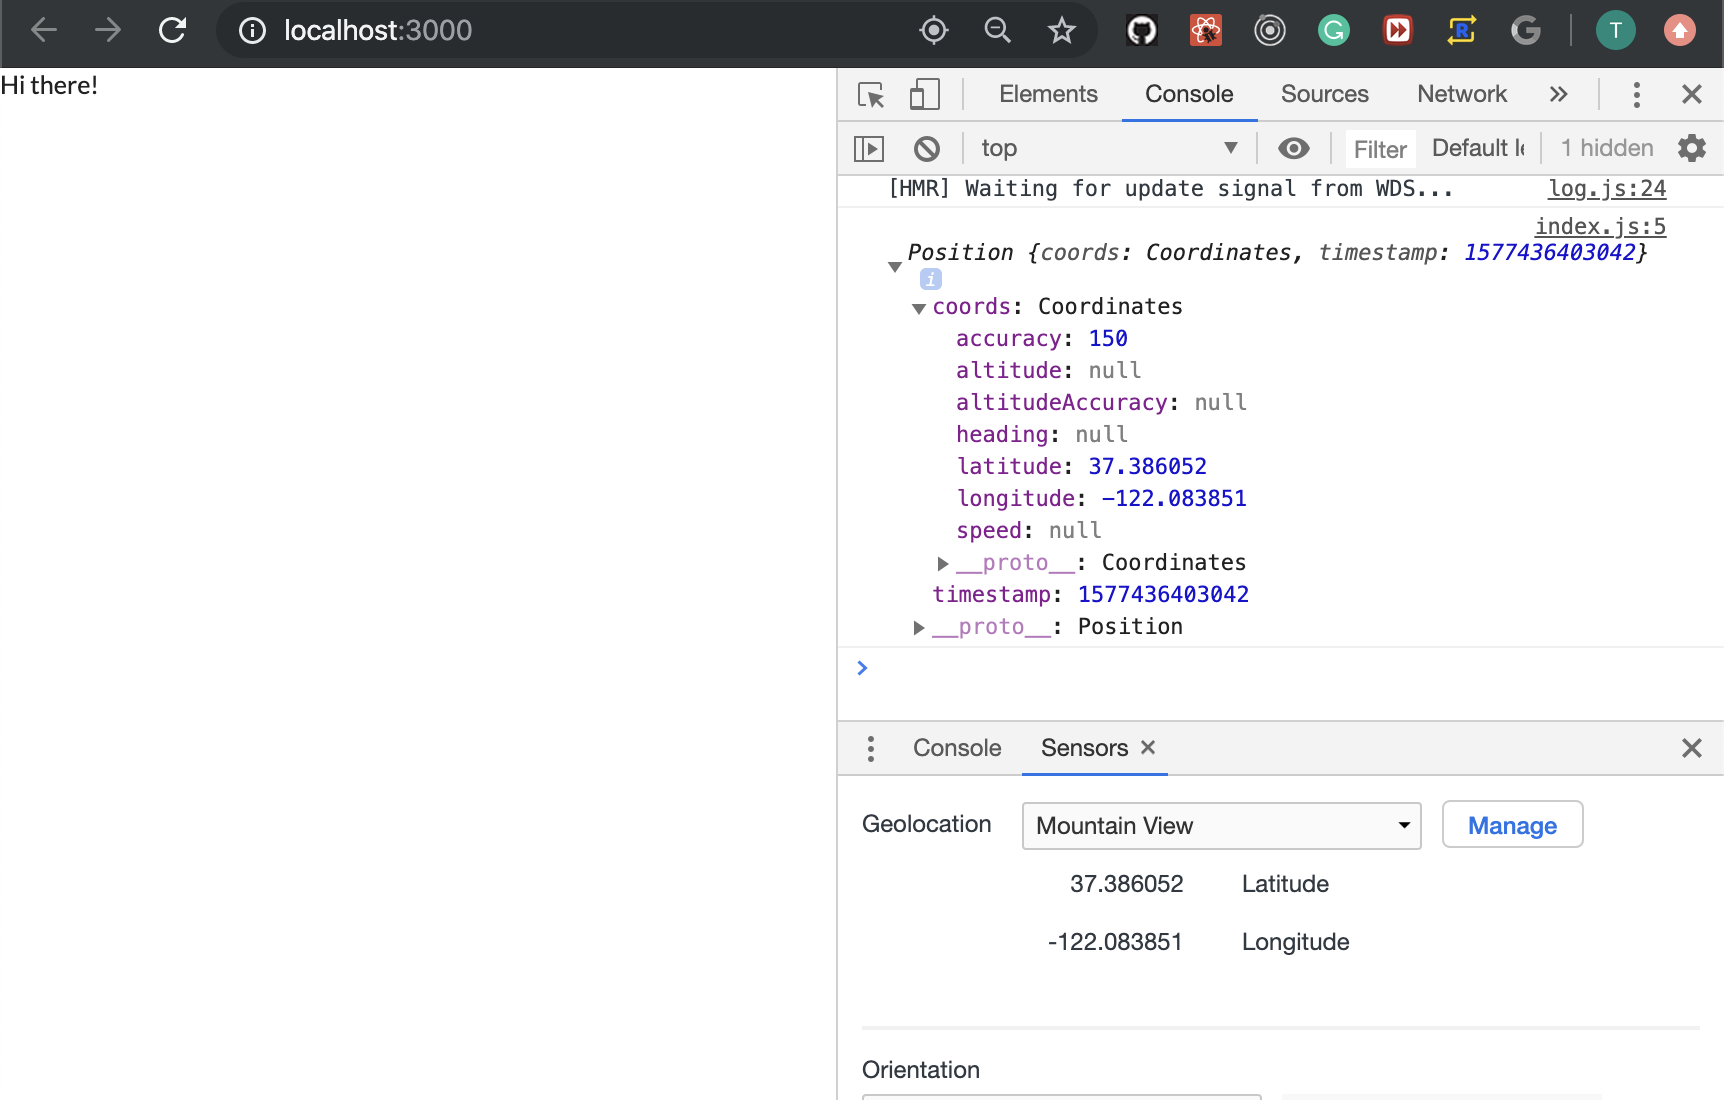 localhost:3000
T
Hi there!
Elements Console Sources Network
top Filter Default le 1 hidden
[HMR] Waiting for update signal from WDS... log.js:24
index.js:5
Position {coords: Coordinates, timestamp: 1577436403042}
i
coords: Coordinates
accuracy: 150
altitude: null
altitudeAccuracy: null
heading: null
latitude: 37.386052
longitude: -122.083851
speed: null
__proto__: Coordinates
timestamp: 1577436403042
__proto__: Position
Console Sensors
Geolocation Mountain View Manage
37.386052 Latitude
-122.083851 Longitude
Orientation